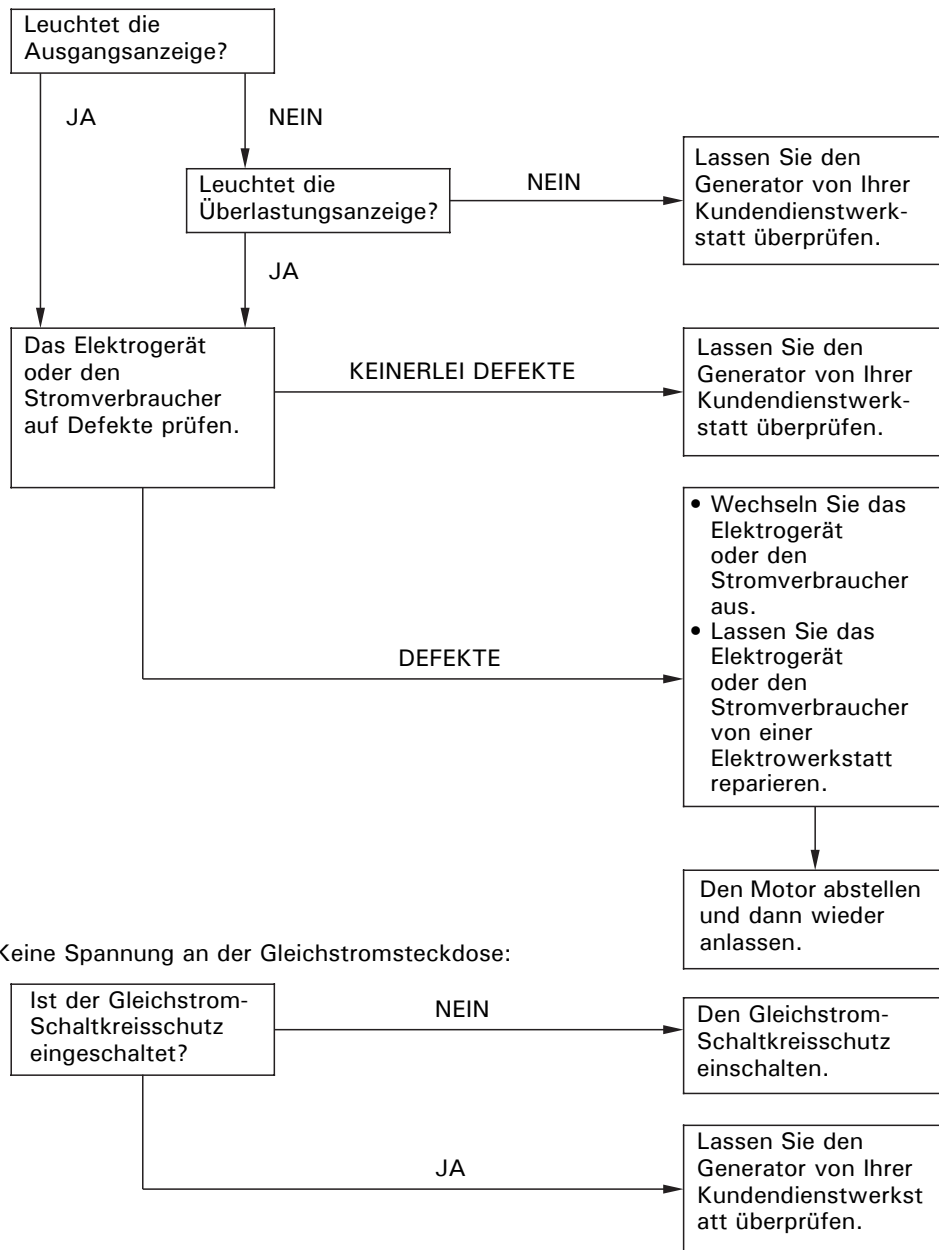 Leuchtet die
Ausgangsanzeige?
JA
NEIN
Leuchtet die
Überlastungsanzeige?
NEIN
Lassen Sie den
Generator von Ihrer
Kundendienstwerk-
statt überprüfen.
JA
Das Elektrogerät
oder den
Stromverbraucher
auf Defekte prüfen.
KEINERLEI DEFEKTE
Lassen Sie den
Generator von Ihrer
Kundendienstwerk-
statt überprüfen.
DEFEKTE
• Wechseln Sie das
Elektrogerät
oder den
Stromverbraucher
aus.
• Lassen Sie das
Elektrogerät
oder den
Stromverbraucher
von einer
Elektrowerkstatt
reparieren.
Den Motor abstellen
und dann wieder
anlassen.
Keine Spannung an der Gleichstromsteckdose:
Ist der Gleichstrom-
Schaltkreisschutz
eingeschaltet?
NEIN
Den Gleichstrom-
Schaltkreisschutz
einschalten.
JA
Lassen Sie den
Generator von Ihrer
Kundendienstwerkst
att überprüfen.